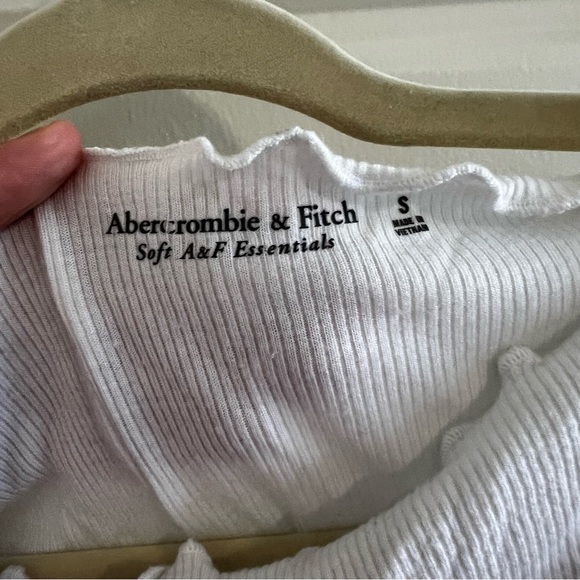 Abercrombie & Fitch
Soft A&F Essentials
S
MADE IN
VIETNAM